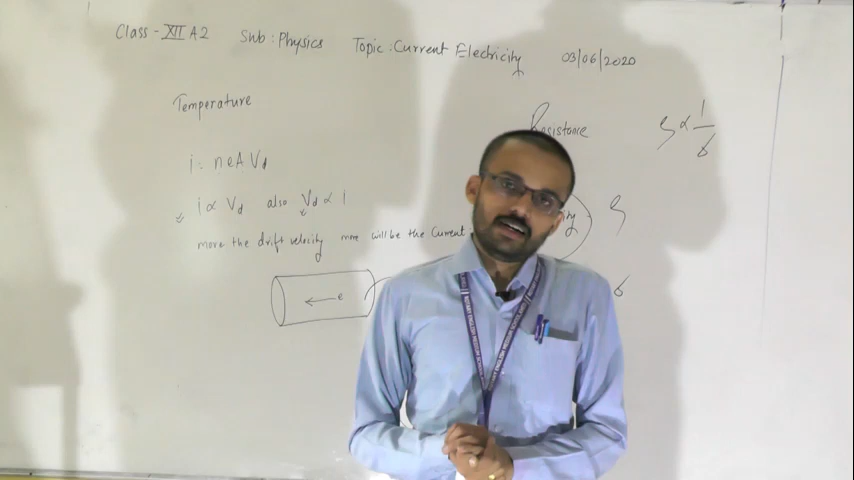 Class - XII A2 Sub : Physics Topic : Current Electricity 03/06/2020
Temperature
Resistance
ρ ∝ 1/σ
i = neAVd
i ∝ Vd also Vd ∝ i
ρ
more the drift velocity more will be the current
← e
σ